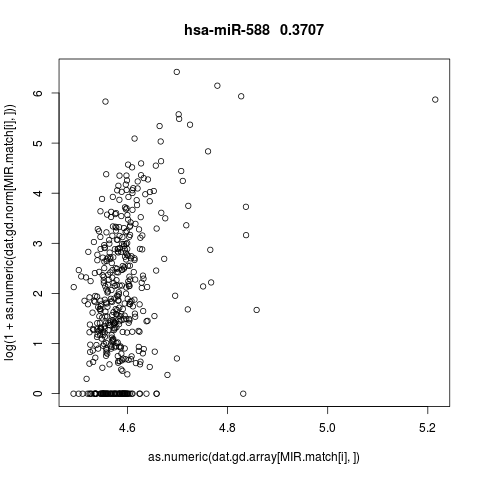 hsa-miR-588 0.3707
log(1 + as.numeric(dat.gd.norm[MIR.match[i], ]))
6
5
4
3
2
1
0
4.6 4.8 5.0 5.2
as.numeric(dat.gd.array[MIR.match[i], ])